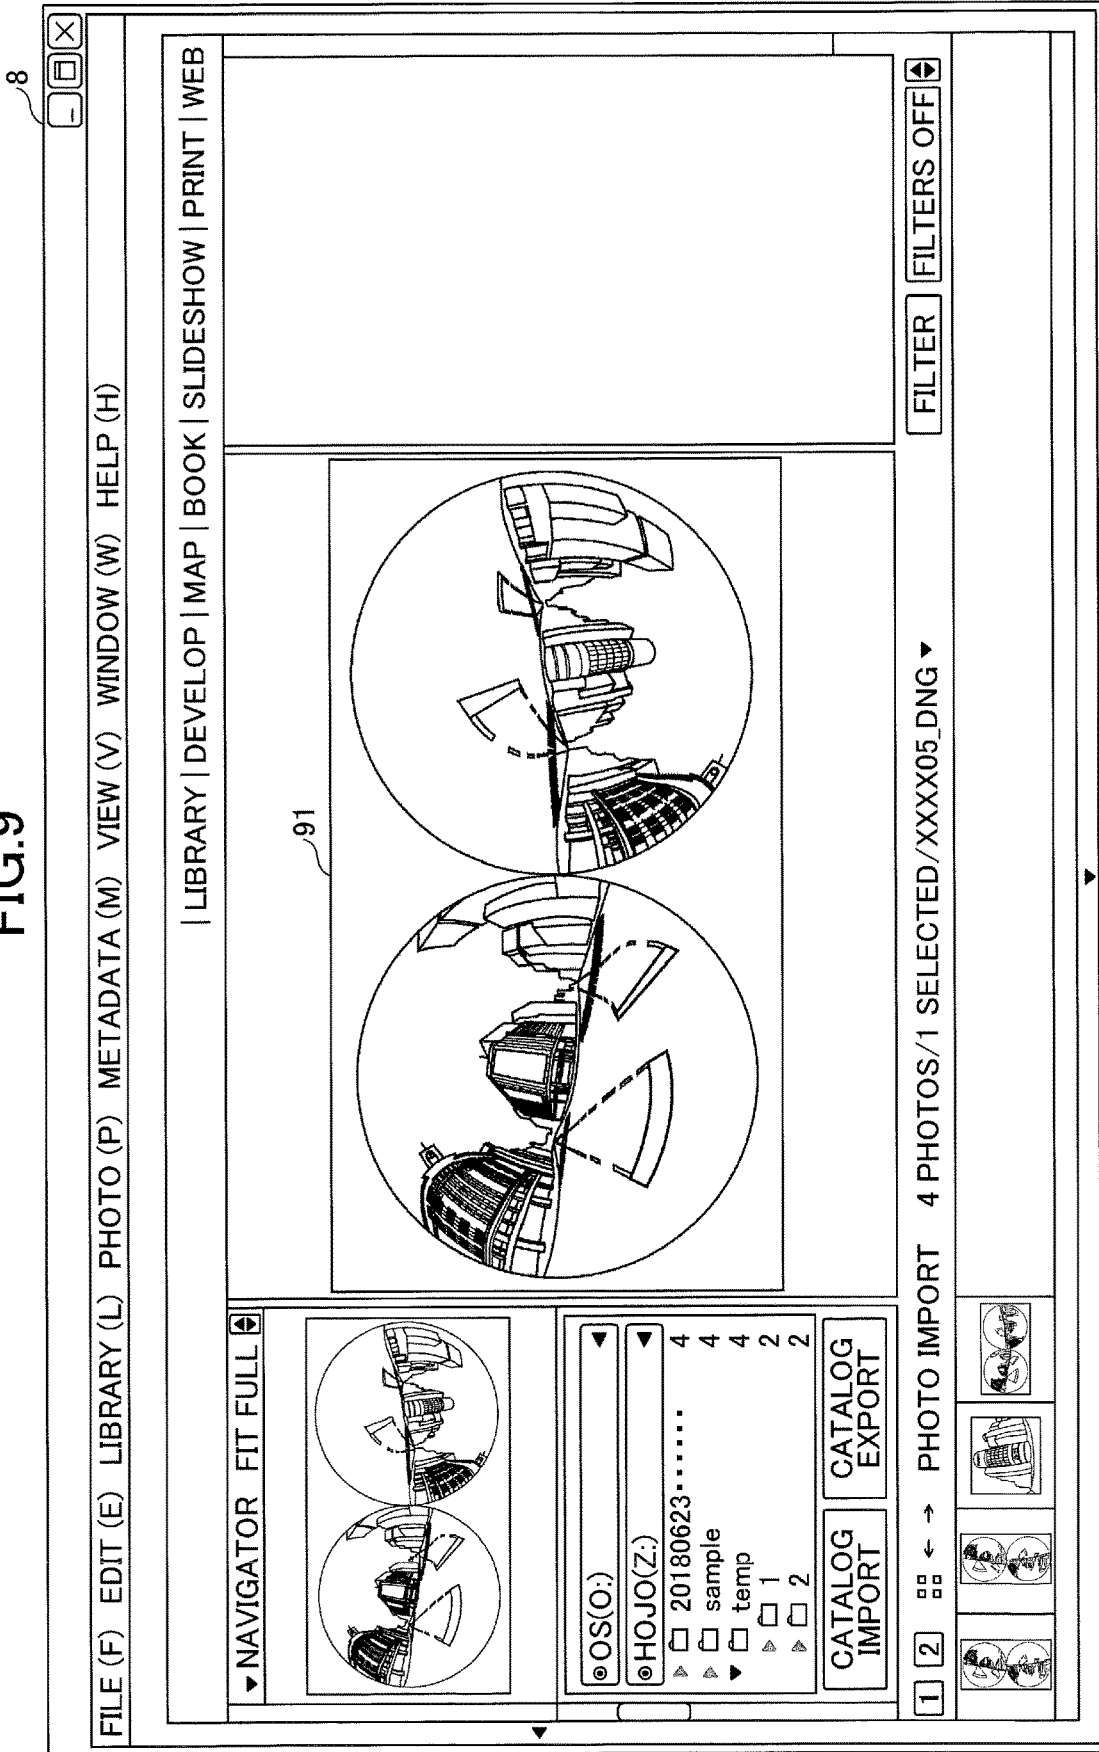 FIG.9
8
FILE (F) EDIT (E) LIBRARY (L) PHOTO (P) METADATA (M) VIEW (V) WINDOW (W) HELP (H)
| LIBRARY | DEVELOP | MAP | BOOK | SLIDESHOW | PRINT | WEB
▼NAVIGATOR FIT FULL
91
OS(O:)
HOJO(Z:)
20180623...... 4
sample 4
temp 4
1 2
2 2
CATALOG IMPORT
CATALOG EXPORT
1 2 ← → PHOTO IMPORT 4 PHOTOS/1 SELECTED/XXXX05_DNG▼ FILTER FILTERS OFF